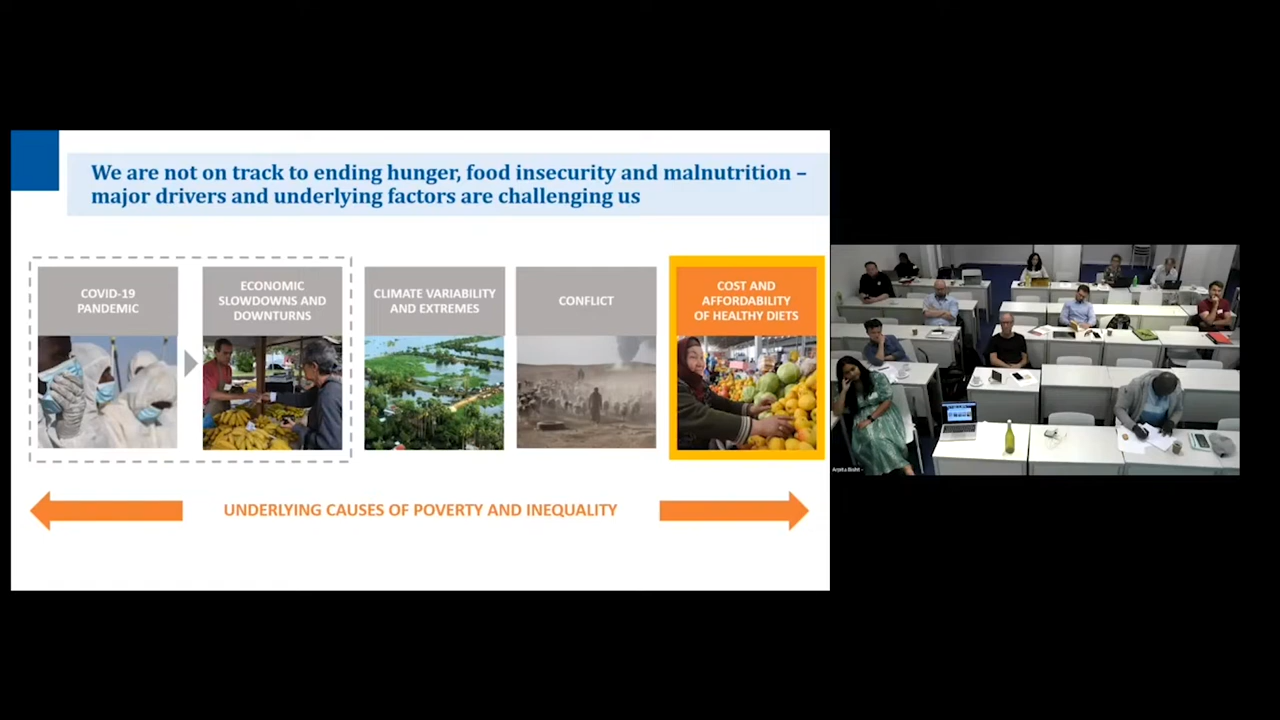 We are not on track to ending hunger, food insecurity and malnutrition –
major drivers and underlying factors are challenging us
COVID-19
PANDEMIC
ECONOMIC
SLOWDOWNS AND
DOWNTURNS
CLIMATE VARIABILITY
AND EXTREMES
CONFLICT
COST AND
AFFORDABILITY
OF HEALTHY DIETS
UNDERLYING CAUSES OF POVERTY AND INEQUALITY